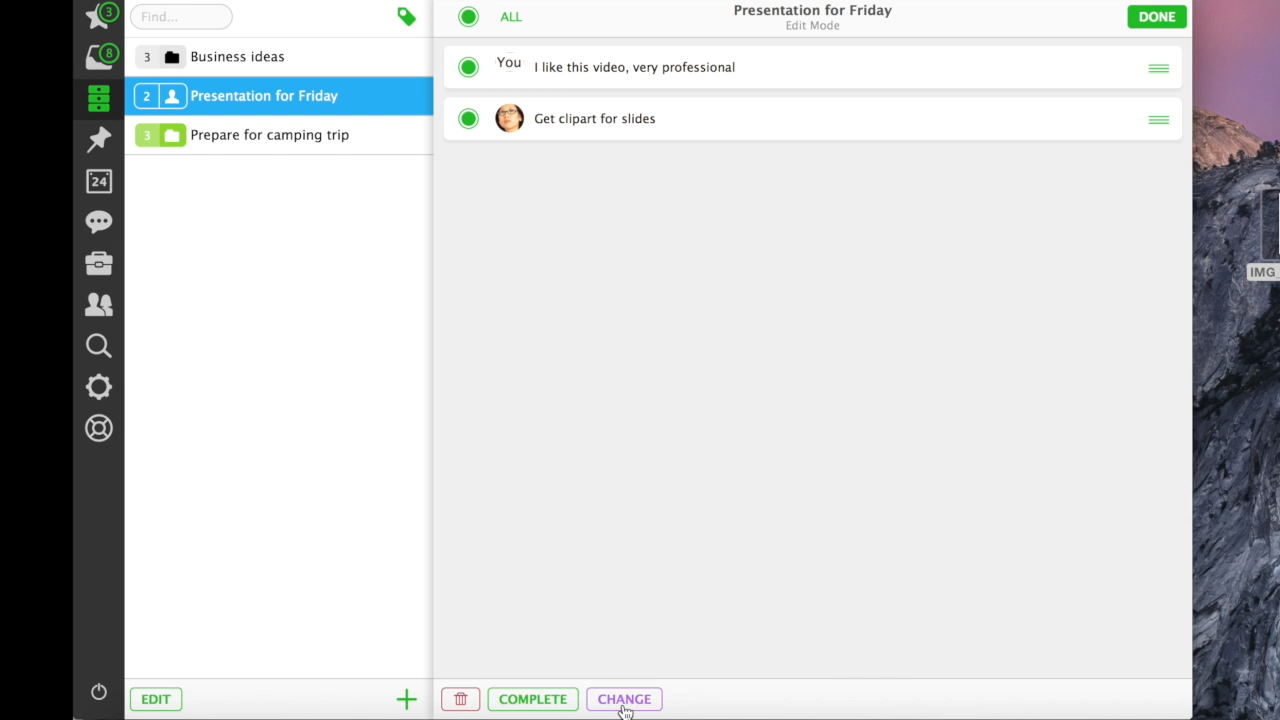 3
8
24
Find...
3 Business ideas
2 Presentation for Friday
3 Prepare for camping trip
EDIT
ALL
Presentation for Friday
Edit Mode
DONE
You I like this video, very professional
Get clipart for slides
COMPLETE
CHANGE
IMG_